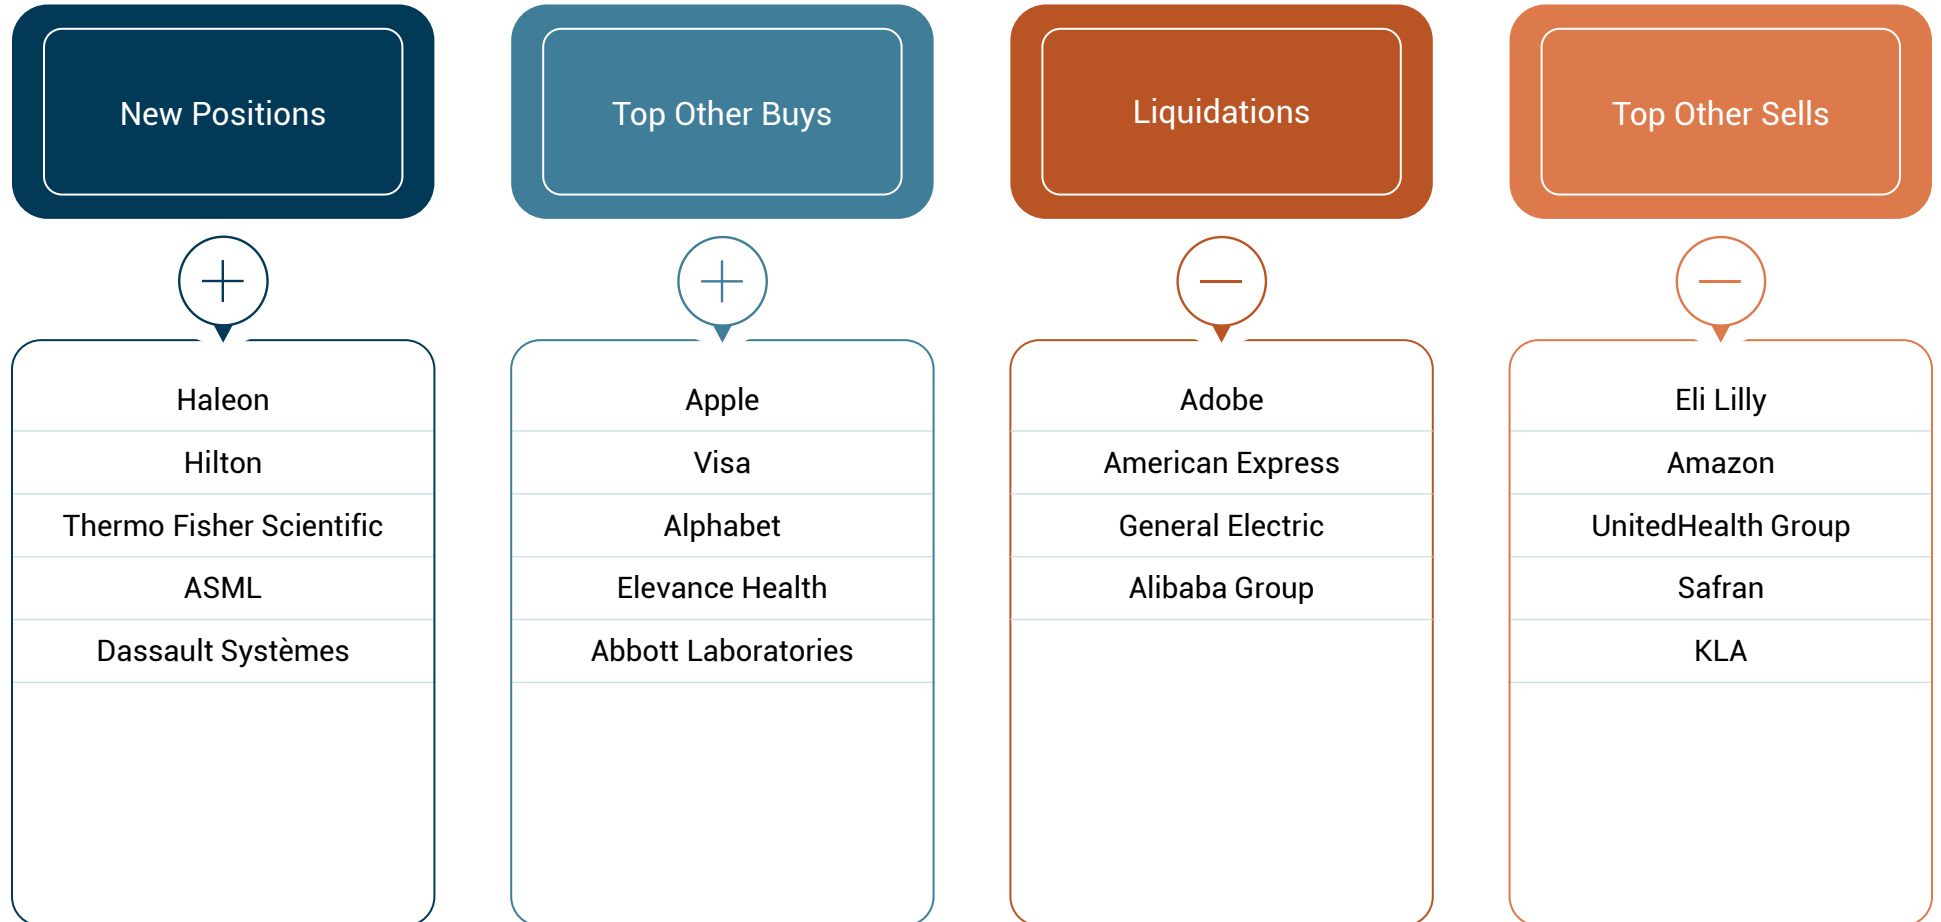 New Positions
Haleon
Hilton
Thermo Fisher Scientific
ASML
Dassault Systèmes
Top Other Buys
Apple
Visa
Alphabet
Elevance Health
Abbott Laboratories
Liquidations
Adobe
American Express
General Electric
Alibaba Group
Top Other Sells
Eli Lilly
Amazon
UnitedHealth Group
Safran
KLA